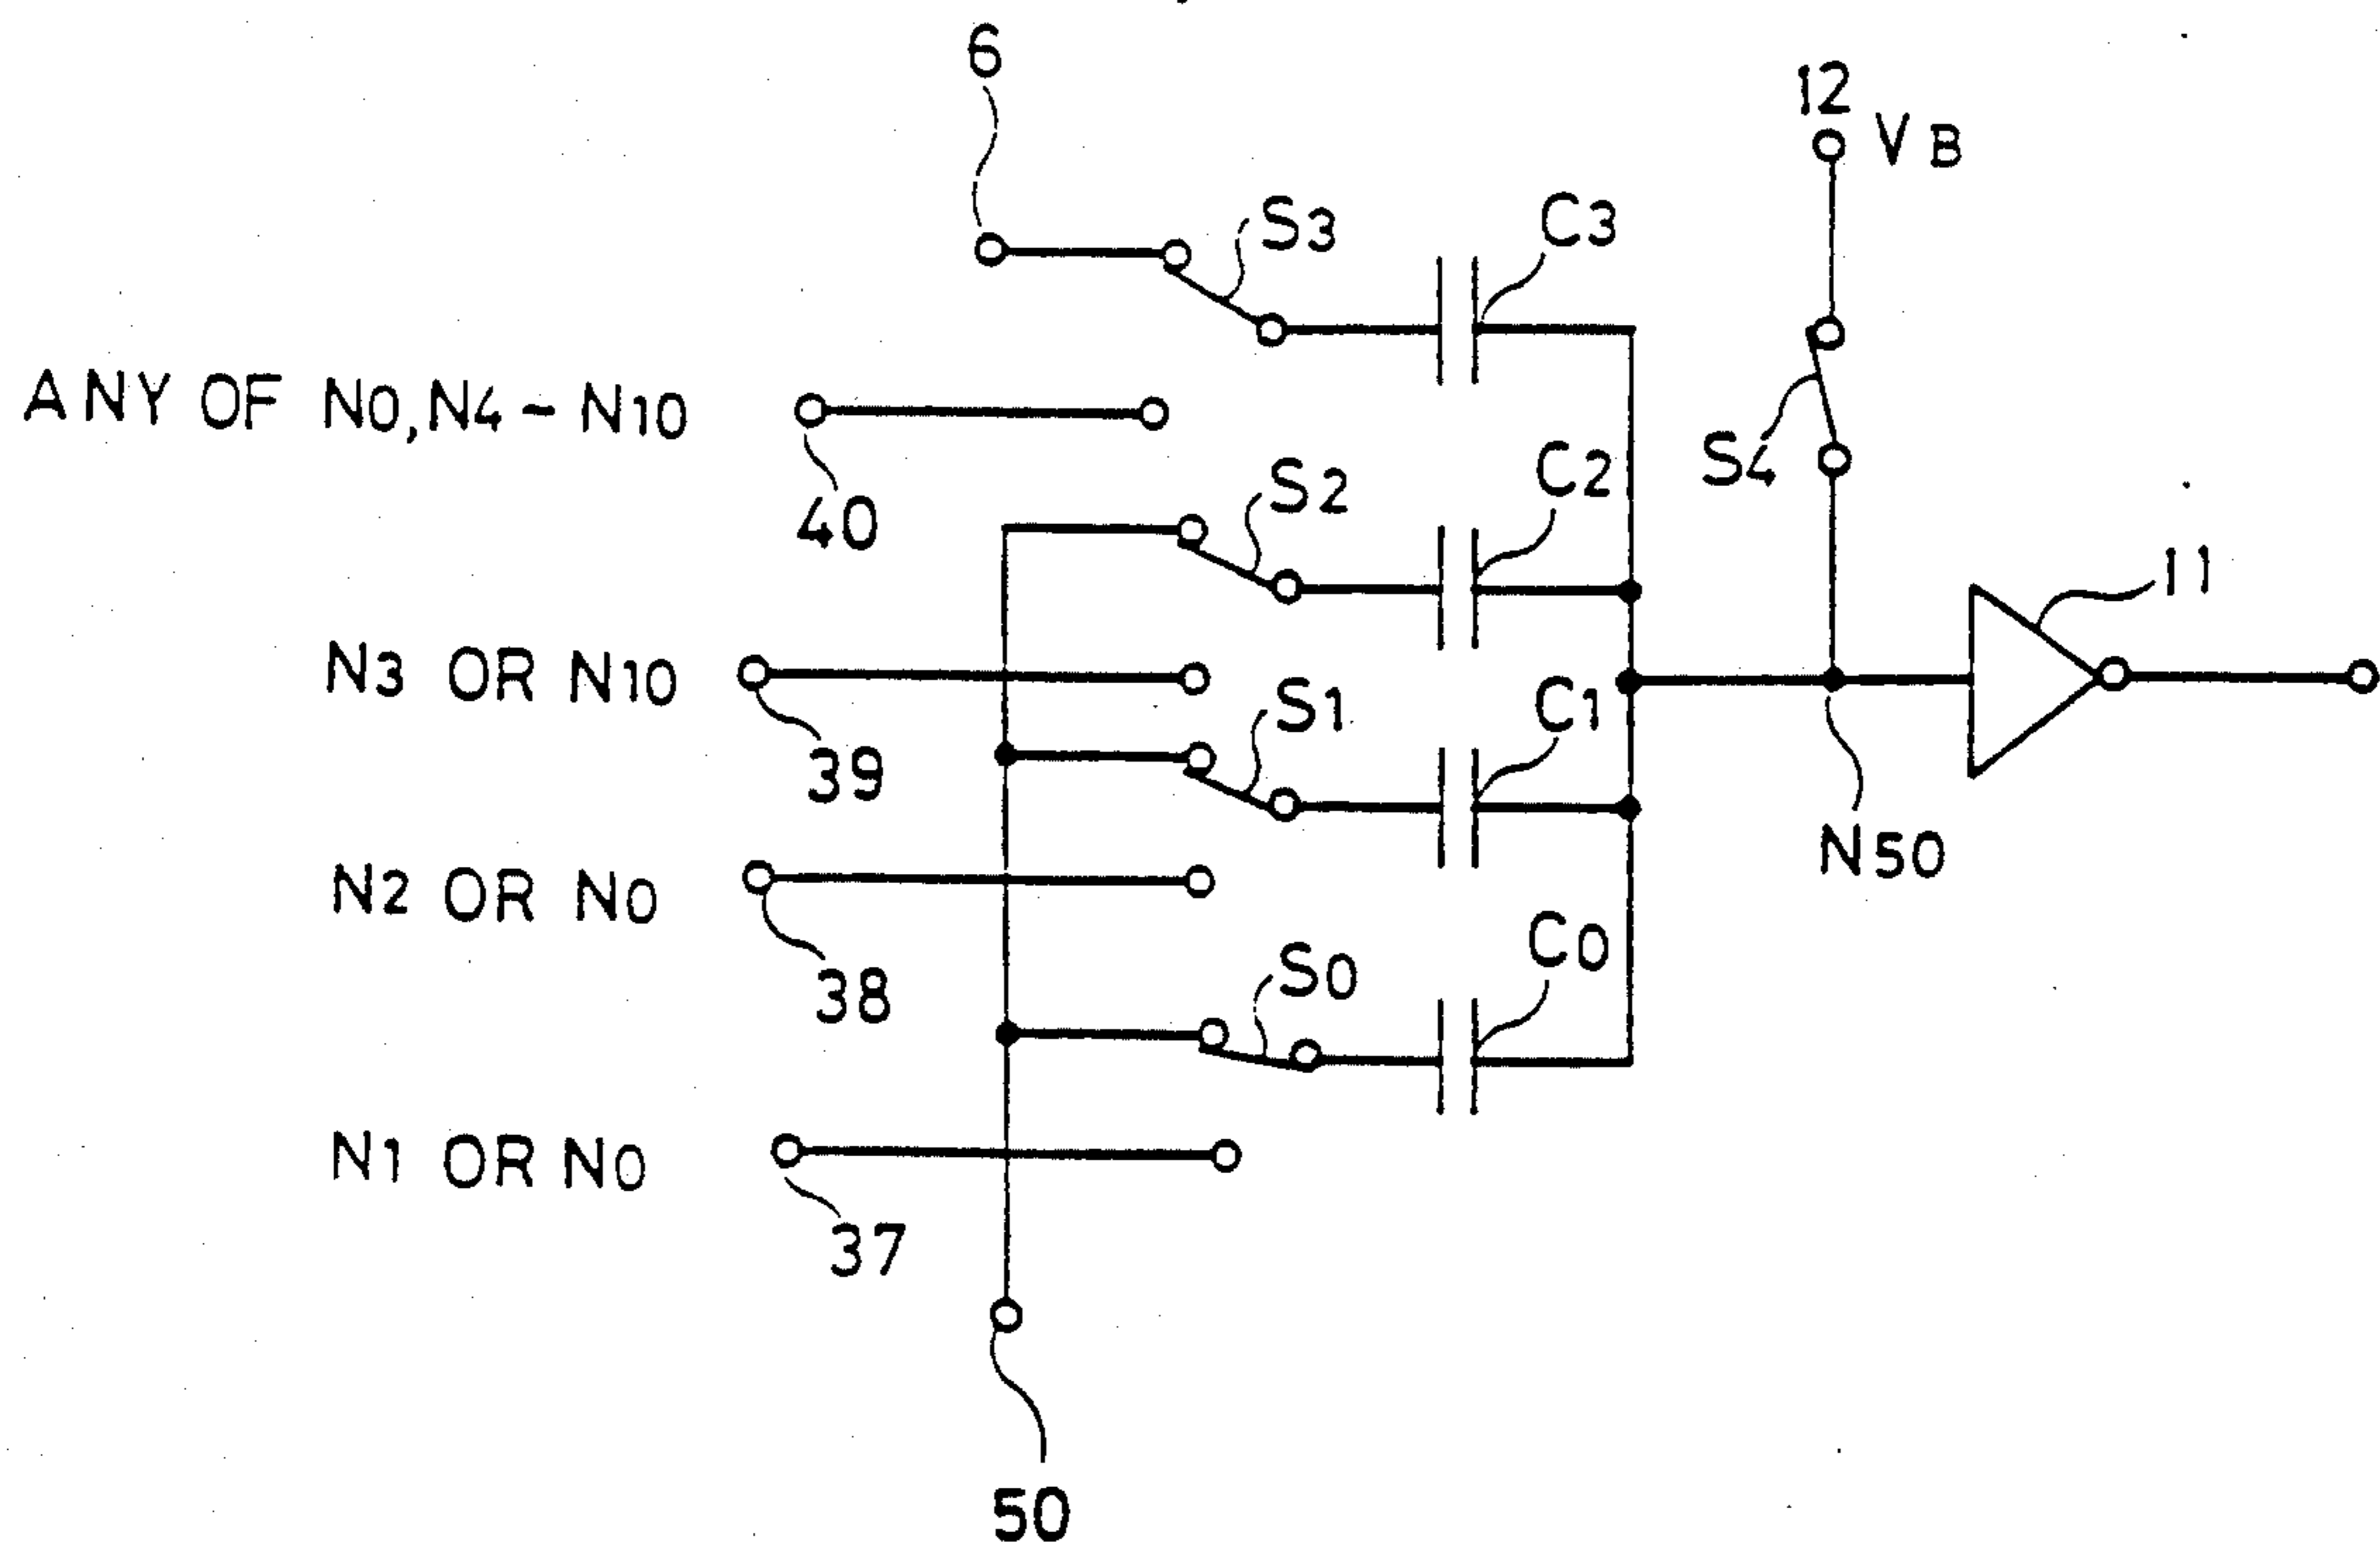 6
12
VB
S3
C3
ANY OF N0,N4-N10
40
S2
C2
S4
11
N3 OR N10
39
S1
C1
N2 OR N0
38
S0
C0
N50
N1 OR N0
37
50